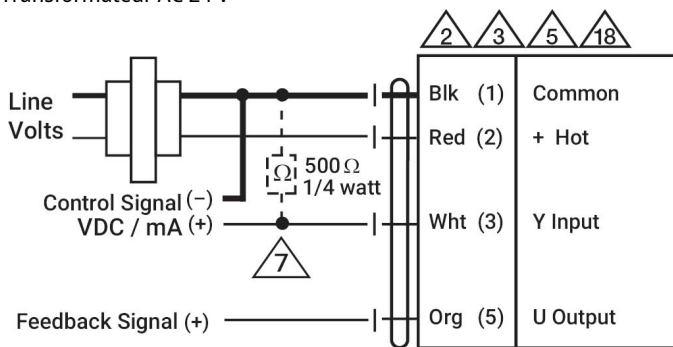 Transformateur AC 24 V
2 3 5 18
Line
Volts
Blk (1) Common
Red (2) + Hot
Ω 500 Ω
1/4 watt
Control Signal (−)
VDC / mA (+)
Wht (3) Y Input
7
Feedback Signal (+)
Org (5) U Output